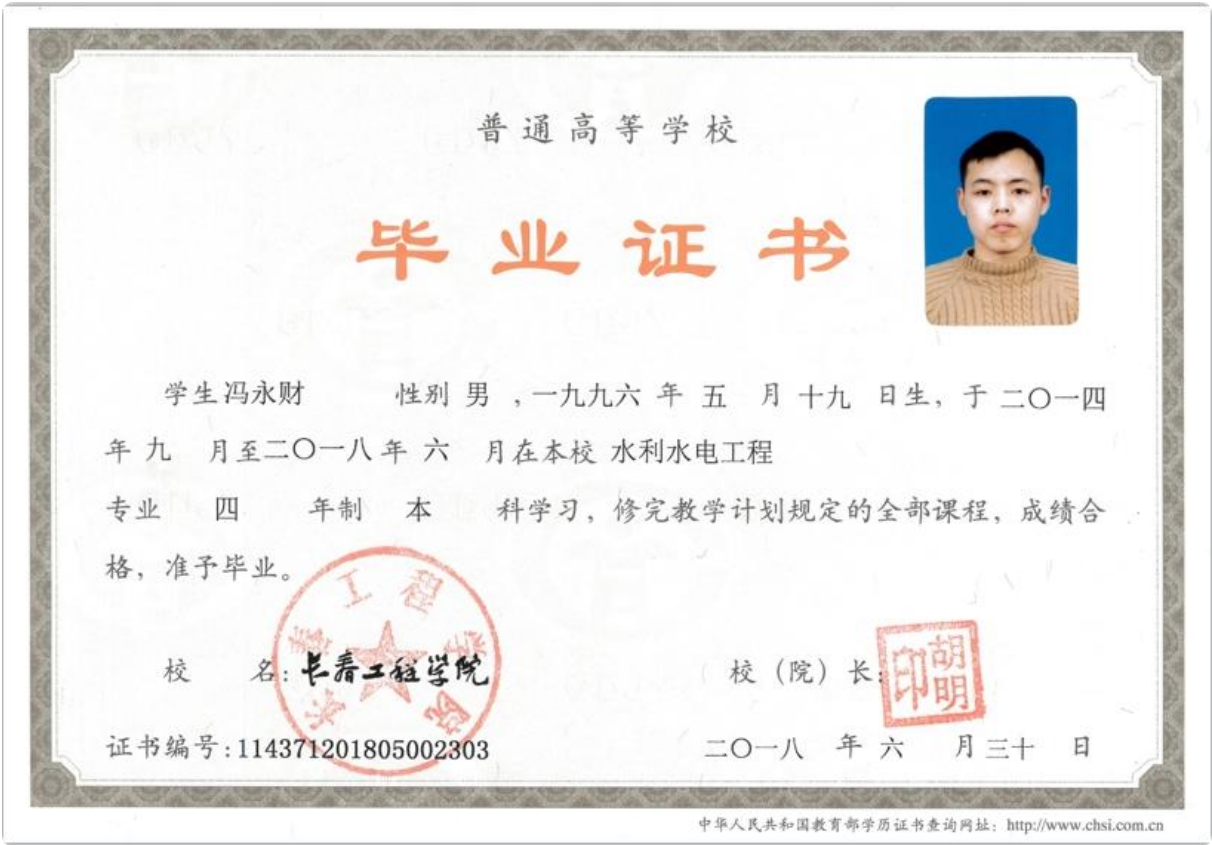 普通高等学校
毕业证书
学生 冯永财 性别 男 ，一九九六 年 五 月 十九 日生，于 二〇一四
年 九 月至二〇一八年 六 月在本校 水利水电工程
专业 四 年制 本 科学习，修完教学计划规定的全部课程，成绩合
格，准予毕业。
长春工程学院
校 名：长春工程学院
校（院）长：
胡明印
证书编号：114371201805002303
二〇一八 年 六 月三十 日
中华人民共和国教育部学历证书查询网址：http://www.chsi.com.cn